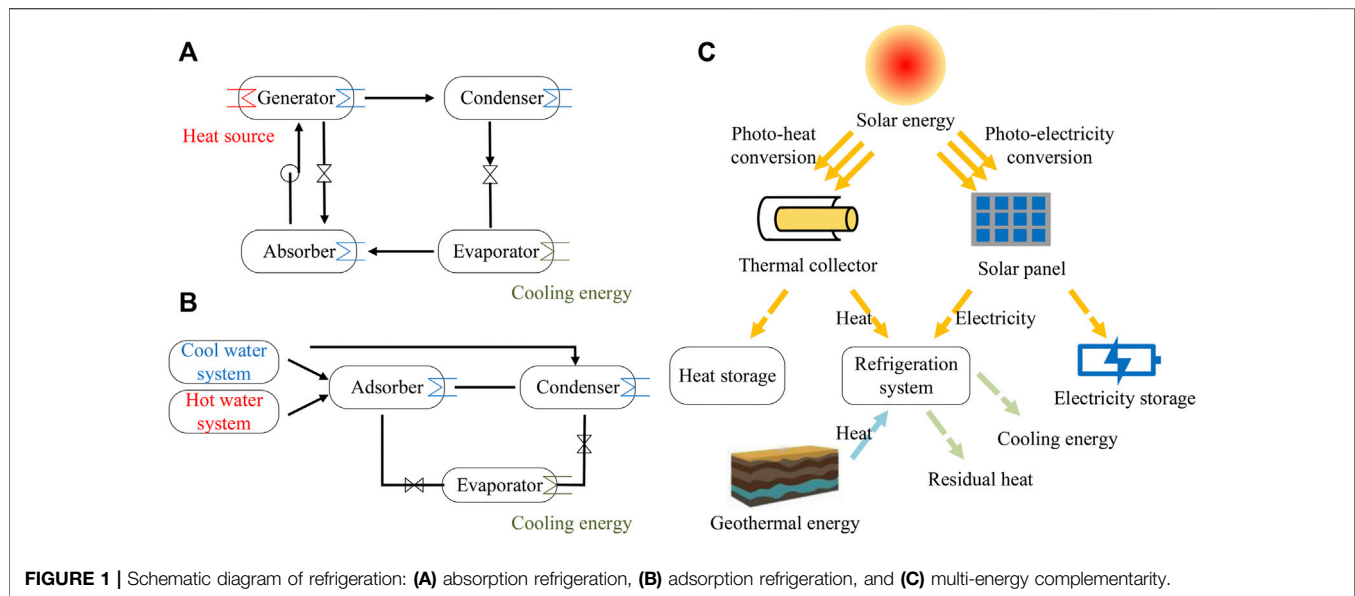 A
Generator
Condenser
Heat source
Absorber
Evaporator
Cooling energy
B
Cool water
system
Hot water
system
Adsorber
Condenser
Evaporator
Cooling energy
C
Solar energy
Photo-heat
conversion
Photo-electricity
conversion
Thermal collector
Solar panel
Heat
Electricity
Heat storage
Refrigeration
system
Electricity storage
Heat
Cooling energy
Residual heat
Geothermal energy
FIGURE 1 | Schematic diagram of refrigeration: (A) absorption refrigeration, (B) adsorption refrigeration, and (C) multi-energy complementarity.